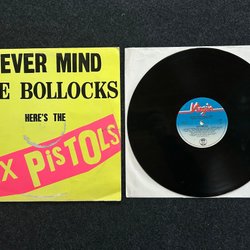 EVER MIND
E BOLLOCKS
HERE'S THE
X PISTOLS
Virgin